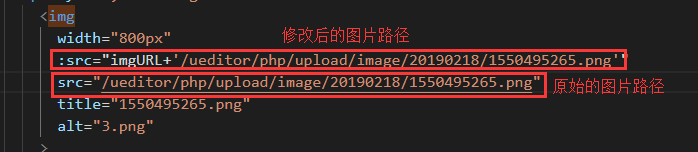 <img
width="800px"
修改后的图片路径
:src="imgURL+'/ueditor/php/upload/image/20190218/1550495265.png'"
src="/ueditor/php/upload/image/20190218/1550495265.png"
原始的图片路径
title="1550495265.png"
alt="3.png"
>